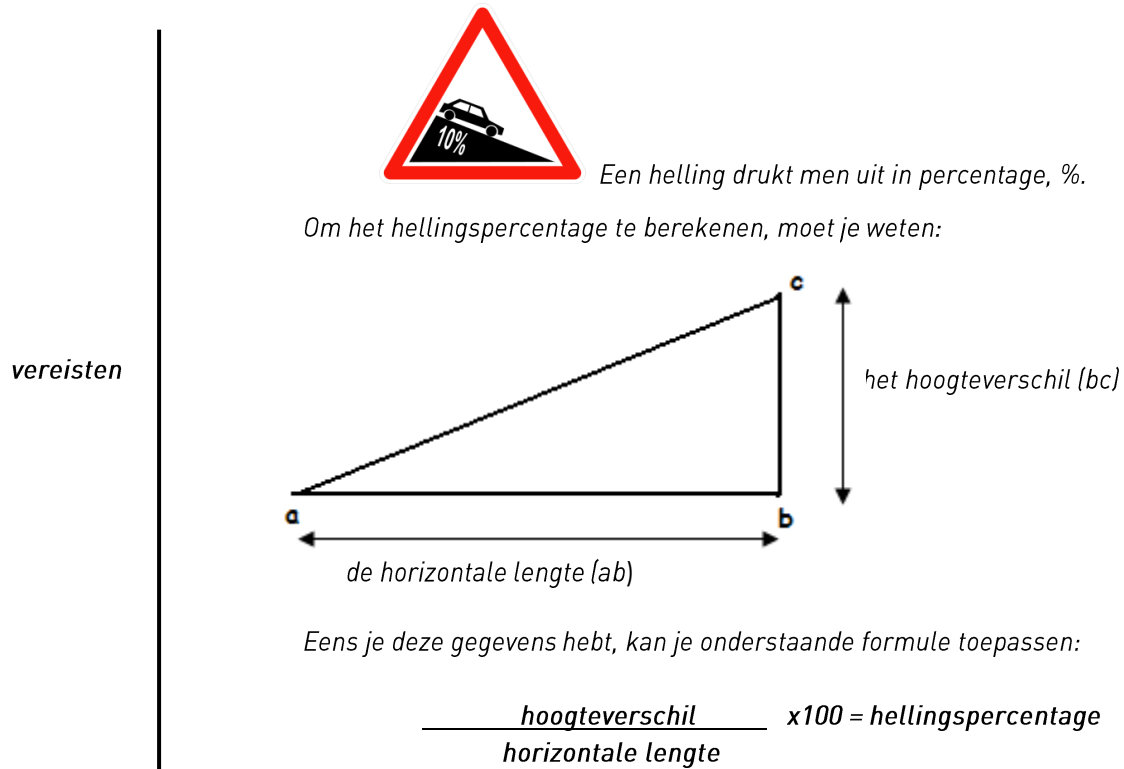 10%
Een helling drukt men uit in percentage, %.
Om het hellingspercentage te berekenen, moet je weten:
c
vereisten
het hoogteverschil (bc)
a
b
de horizontale lengte (ab)
Eens je deze gegevens hebt, kan je onderstaande formule toepassen:
hoogteverschil x100 = hellingspercentage
horizontale lengte